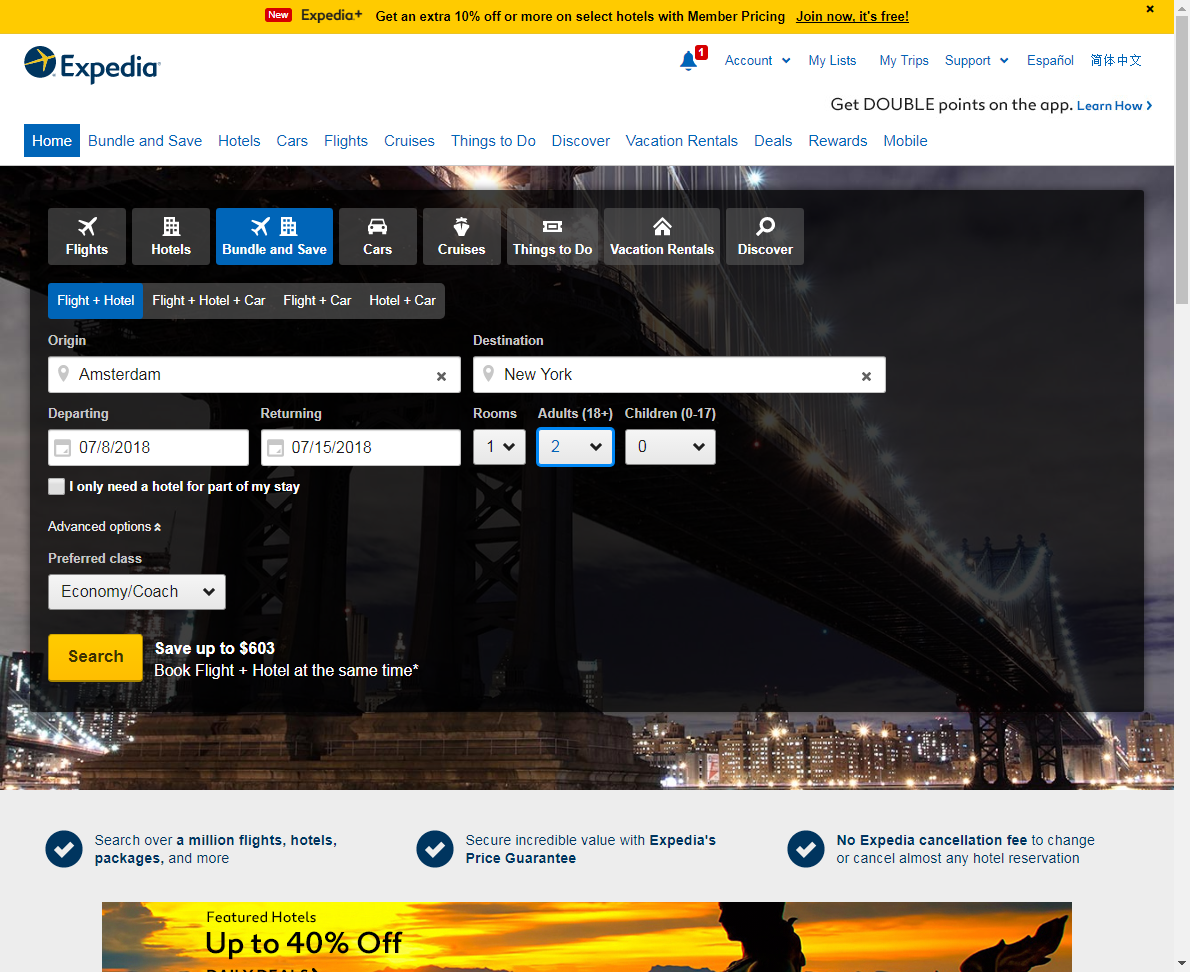 New Expedia+ Get an extra 10% off or more on select hotels with Member Pricing Join now, it's free!
Expedia
1 Account My Lists My Trips Support Español 简体中文
Get DOUBLE points on the app. Learn How
Home Bundle and Save Hotels Cars Flights Cruises Things to Do Discover Vacation Rentals Deals Rewards Mobile
Flights Hotels Bundle and Save Cars Cruises Things to Do Vacation Rentals Discover
Flight + Hotel Flight + Hotel + Car Flight + Car Hotel + Car
Origin Destination
Amsterdam New York
Departing Returning Rooms Adults (18+) Children (0-17)
07/8/2018 07/15/2018 1 2 0
I only need a hotel for part of my stay
Advanced options
Preferred class
Economy/Coach
Search
Save up to $603
Book Flight + Hotel at the same time*
Search over a million flights, hotels,
packages, and more
Secure incredible value with Expedia's
Price Guarantee
No Expedia cancellation fee to change
or cancel almost any hotel reservation
Featured Hotels
Up to 40% Off
DAILY DEALS